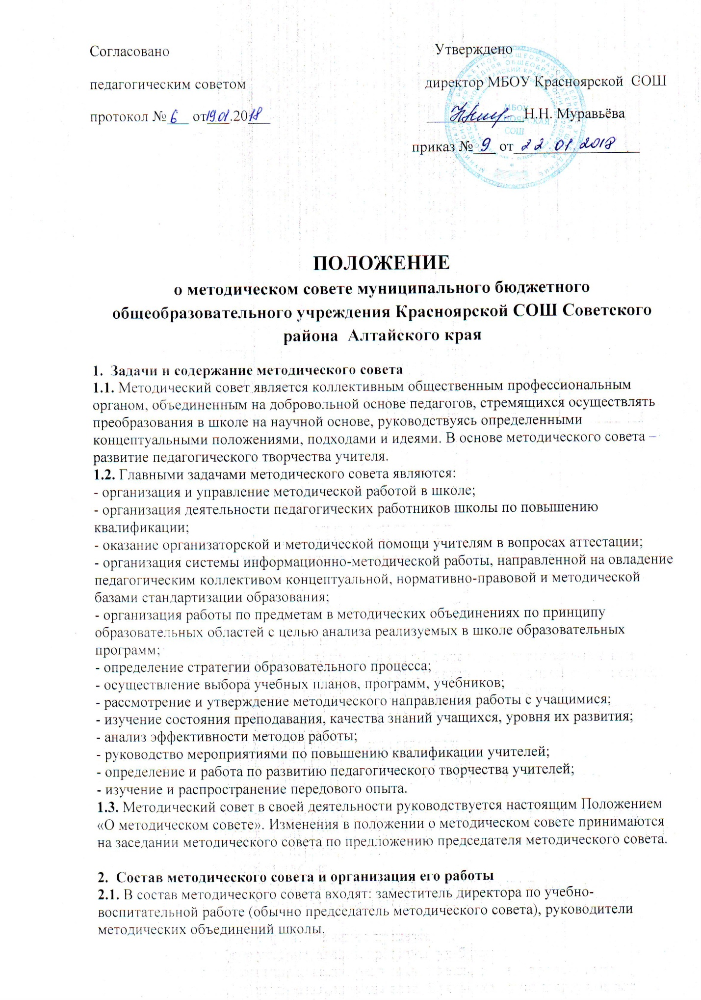 Согласовано
Утверждено
педагогическим советом
директор МБОУ Красноярской СОШ
протокол № 6 от 19.01.2018
Н.Н. Муравьёва
приказ № 9 от 22.01.2018
МБОУ
СОШ
ПОЛОЖЕНИЕ
о методическом совете муниципального бюджетного
общеобразовательного учреждения Красноярской СОШ Советского
района Алтайского края
1. Задачи и содержание методического совета
1.1. Методический совет является коллективным общественным профессиональным
органом, объединенным на добровольной основе педагогов, стремящихся осуществлять
преобразования в школе на научной основе, руководствуясь определенными
концептуальными положениями, подходами и идеями. В основе методического совета –
развитие педагогического творчества учителя.
1.2. Главными задачами методического совета являются:
- организация и управление методической работой в школе;
- организация деятельности педагогических работников школы по повышению
квалификации;
- оказание организаторской и методической помощи учителям в вопросах аттестации;
- организация системы информационно-методической работы, направленной на овладение
педагогическим коллективом концептуальной, нормативно-правовой и методической
базами стандартизации образования;
- организация работы по предметам в методических объединениях по принципу
образовательных областей с целью анализа реализуемых в школе образовательных
программ;
- определение стратегии образовательного процесса;
- осуществление выбора учебных планов, программ, учебников;
- рассмотрение и утверждение методического направления работы с учащимися;
- изучение состояния преподавания, качества знаний учащихся, уровня их развития;
- анализ эффективности методов работы;
- руководство мероприятиями по повышению квалификации учителей;
- определение и работа по развитию педагогического творчества учителей;
- изучение и распространение передового опыта.
1.3. Методический совет в своей деятельности руководствуется настоящим Положением
«О методическом совете». Изменения в положении о методическом совете принимаются
на заседании методического совета по предложению председателя методического совета.
2. Состав методического совета и организация его работы
2.1. В состав методического совета входят: заместитель директора по учебно-
воспитательной работе (обычно председатель методического совета), руководители
методических объединений школы.